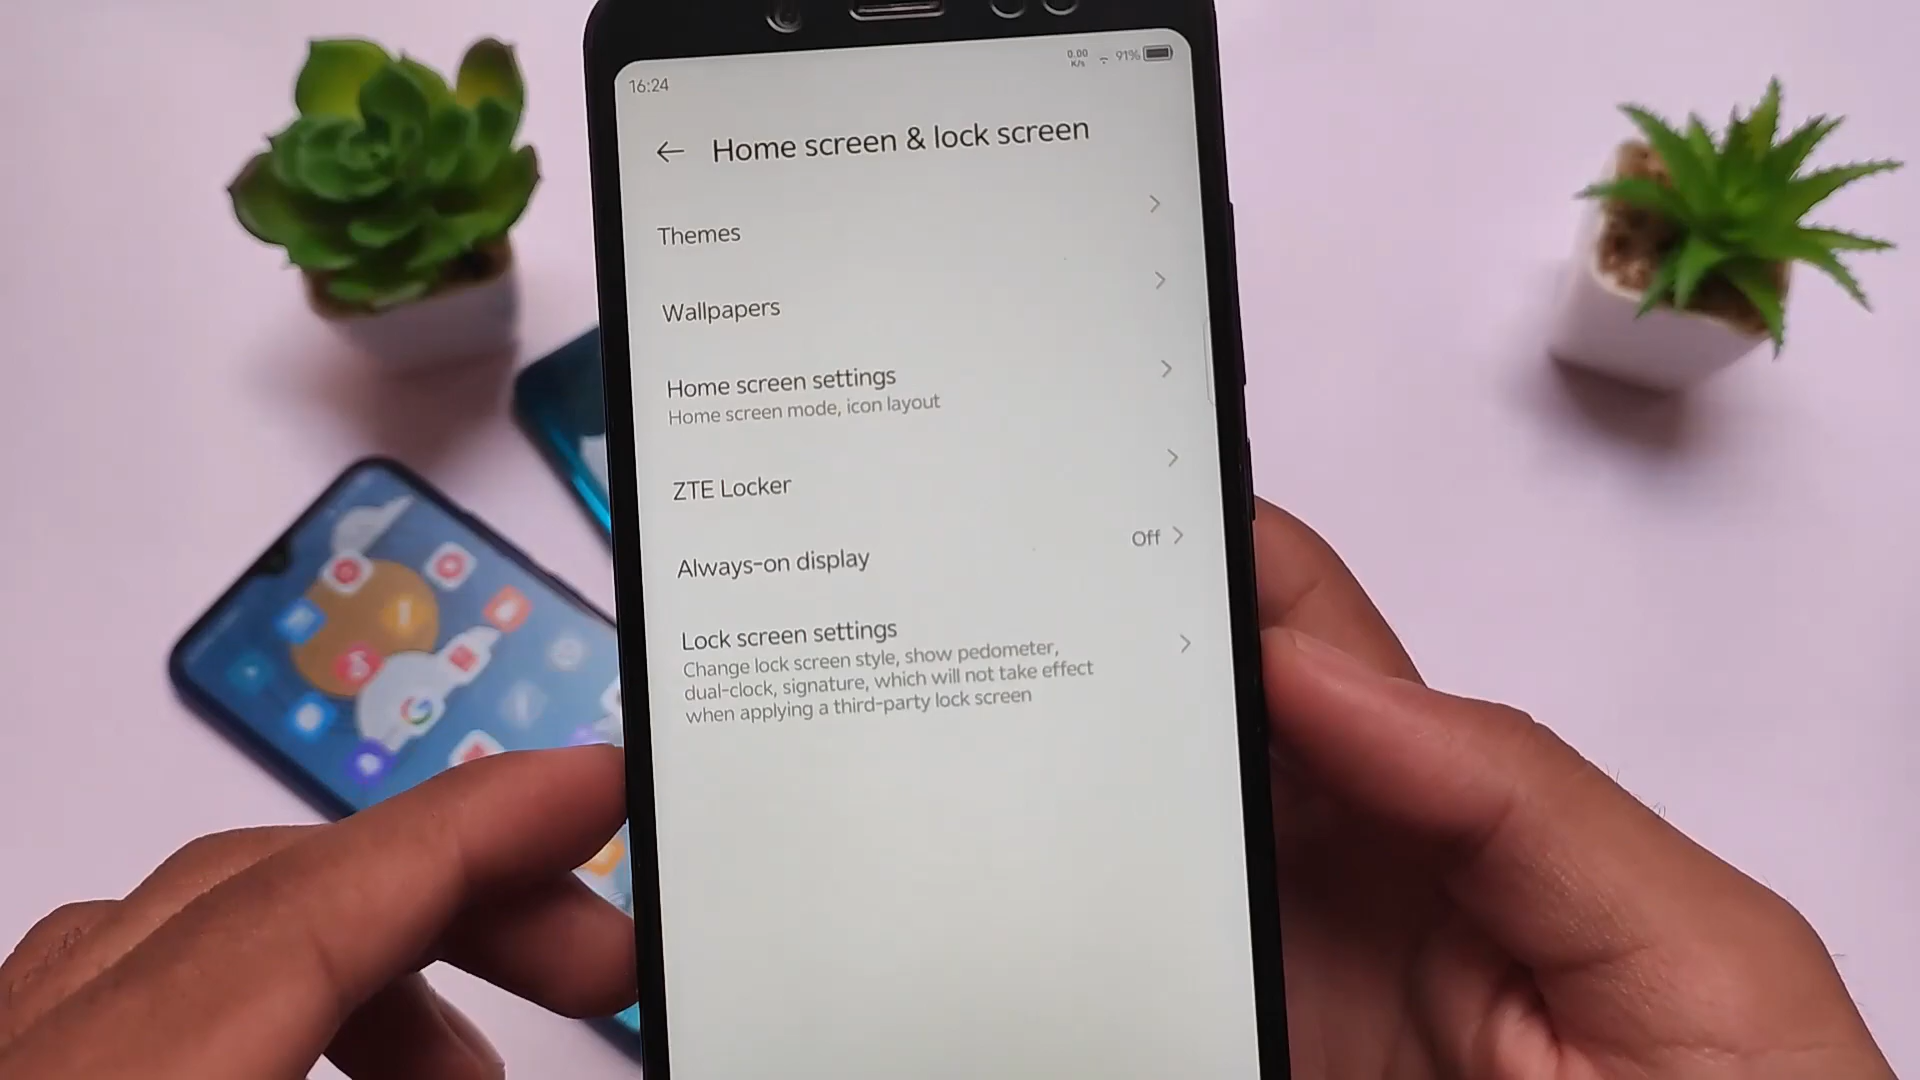 16:24
0.00
K/s
91%
Home screen & lock screen
Themes
Wallpapers
Home screen settings
Home screen mode, icon layout
ZTE Locker
Always-on display
Off
Lock screen settings
Change lock screen style, show pedometer,
dual-clock, signature, which will not take effect
when applying a third-party lock screen